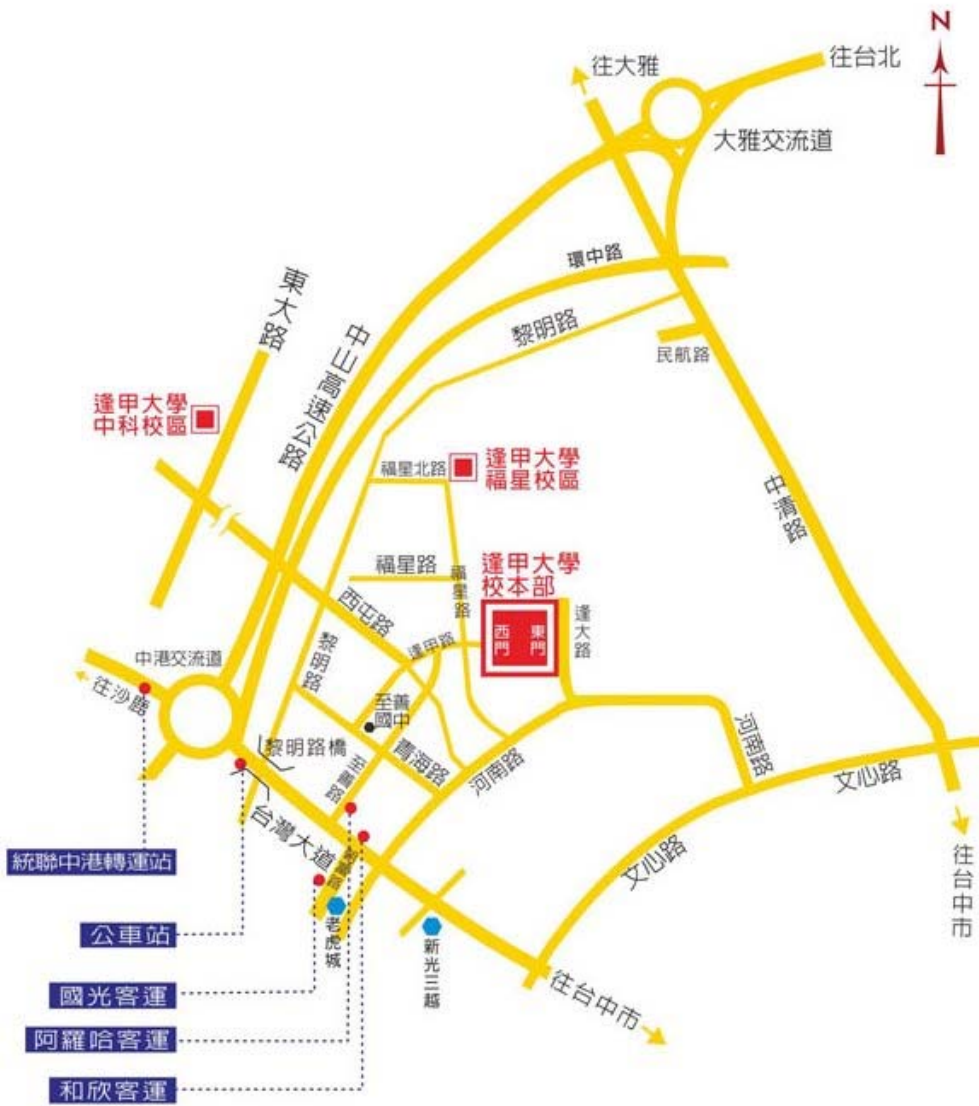 N
往大雅
往台北
大雅交流道
環中路
東大路
中山高速公路
黎明路
民航路
逢甲大學
中科校區
福星北路
逢甲大學
福星校區
中清路
福星路
福星路
逢甲大學
校本部
西門
東門
逢大路
西屯路
逢甲路
黎明路
中港交流道
往沙鹿
至善
國中
黎明路橋
青海路
河南路
河南路
至善路
文心路
文心路
台灣大道
統聯中港轉運站
往台中市
公車站
老虎城
新光三越
國光客運
往台中市
阿羅哈客運
和欣客運